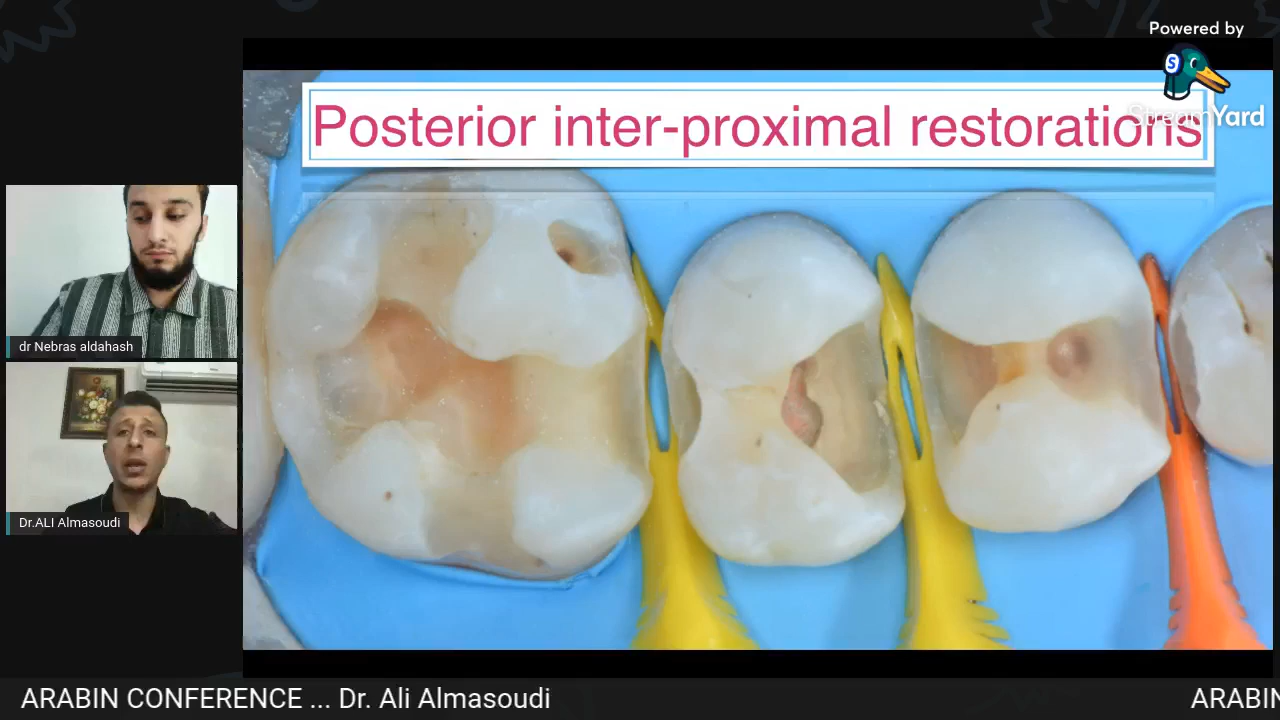 Powered by
StreamYard
Posterior inter-proximal restorations
dr Nebras aldahash
Dr.ALI Almasoudi
ARABIN CONFERENCE ... Dr. Ali Almasoudi
ARABIN